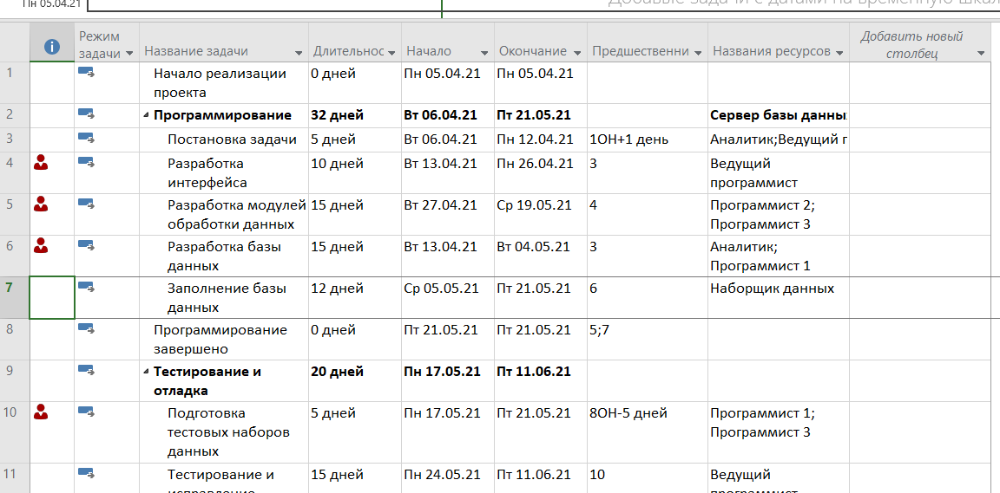 Пн 05.04.21
Добавьте задачи с датами на временную шкал
Режим задачи Название задачи Длительнос Начало Окончание Предшественни Названия ресурсов Добавить новый столбец
1 Начало реализации проекта 0 дней Пн 05.04.21 Пн 05.04.21
2 Программирование 32 дней Вт 06.04.21 Пт 21.05.21 Сервер базы данны
3 Постановка задачи 5 дней Вт 06.04.21 Пн 12.04.21 1ОН+1 день Аналитик;Ведущий г
4 Разработка интерфейса 10 дней Вт 13.04.21 Пн 26.04.21 3 Ведущий программист
5 Разработка модулей обработки данных 15 дней Вт 27.04.21 Ср 19.05.21 4 Программист 2; Программист 3
6 Разработка базы данных 15 дней Вт 13.04.21 Вт 04.05.21 3 Аналитик; Программист 1
7 Заполнение базы данных 12 дней Ср 05.05.21 Пт 21.05.21 6 Наборщик данных
8 Программирование завершено 0 дней Пт 21.05.21 Пт 21.05.21 5;7
9 Тестирование и отладка 20 дней Пн 17.05.21 Пт 11.06.21
10 Подготовка тестовых наборов данных 5 дней Пн 17.05.21 Пт 21.05.21 8ОН-5 дней Программист 1; Программист 3
11 Тестирование и исправление 15 дней Пн 24.05.21 Пт 11.06.21 10 Ведущий программист